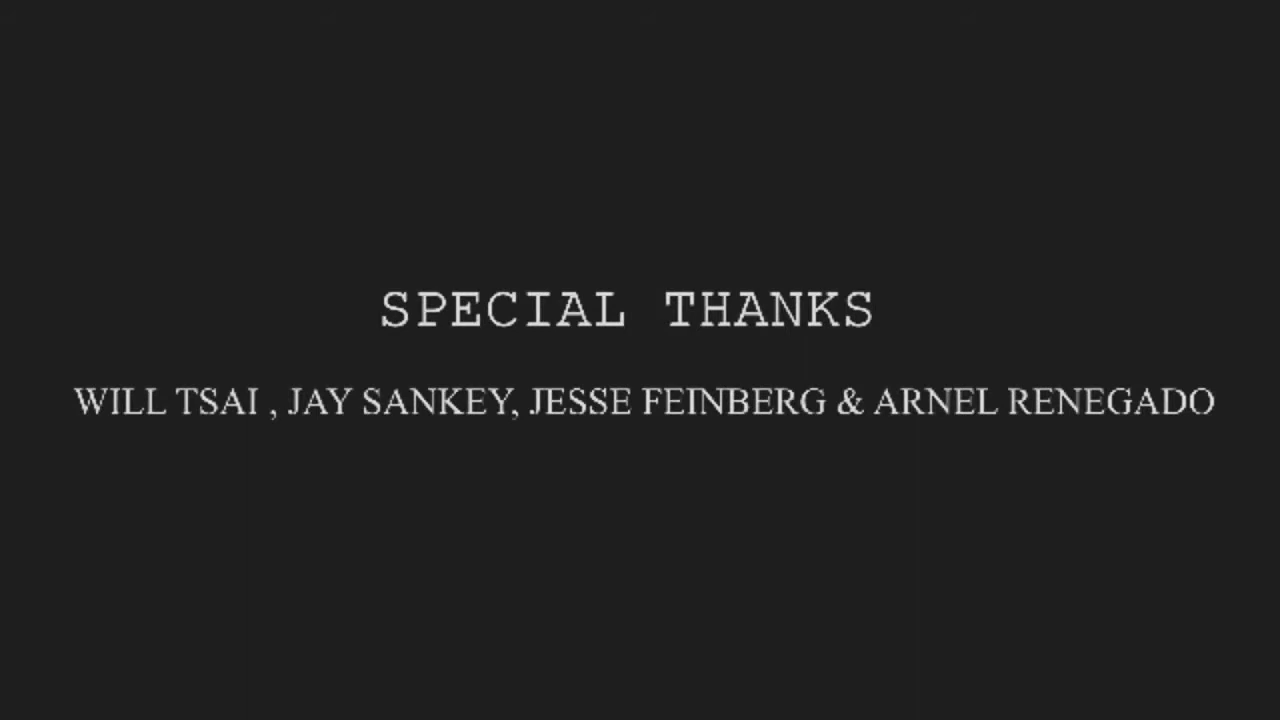 SPECIAL THANKS
WILL TSAI , JAY SANKEY, JESSE FEINBERG & ARNEL RENEGADO